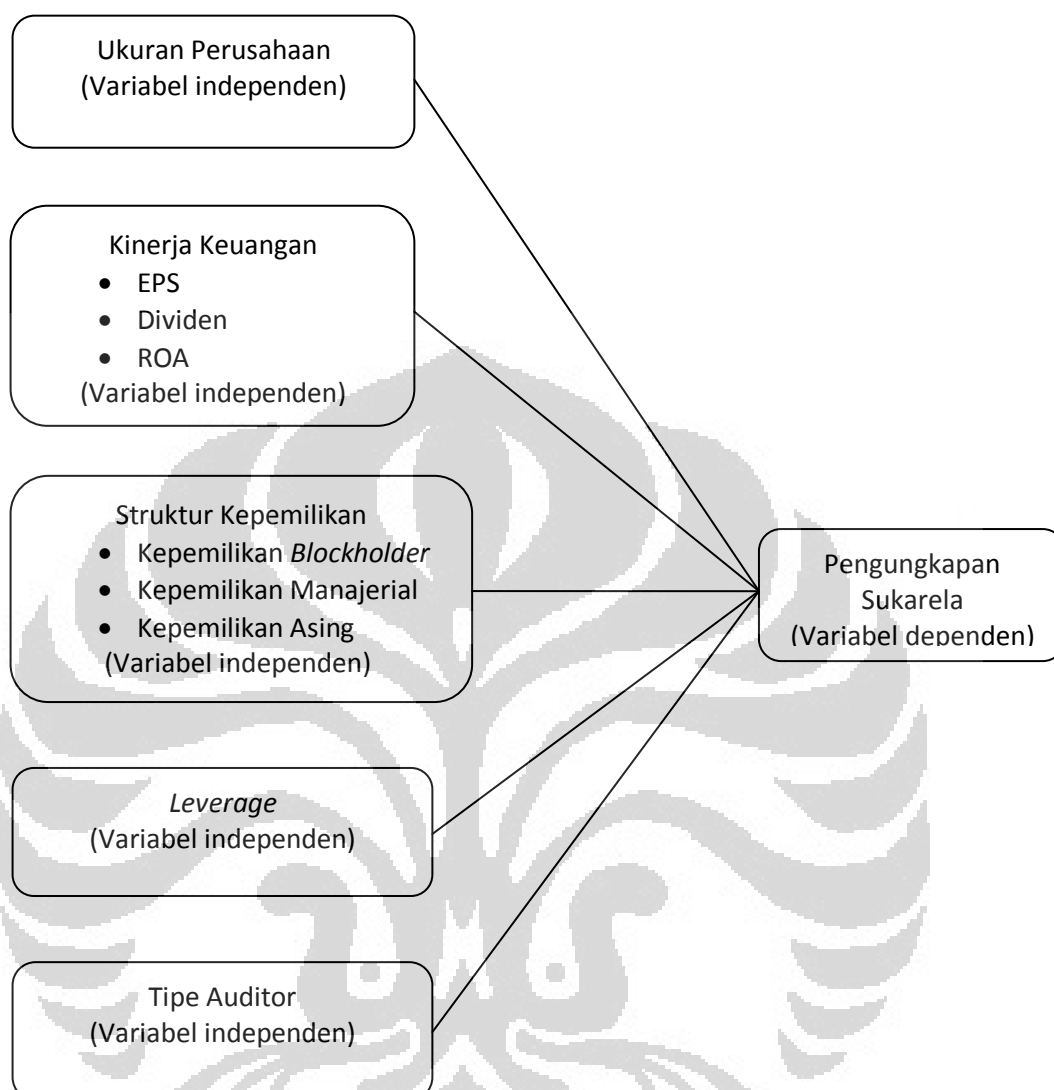 Ukuran Perusahaan
(Variabel independen)
Kinerja Keuangan
• EPS
• Dividen
• ROA
(Variabel independen)
Struktur Kepemilikan
• Kepemilikan Blockholder
• Kepemilikan Manajerial
• Kepemilikan Asing
(Variabel independen)
Pengungkapan
Sukarela
(Variabel dependen)
Leverage
(Variabel independen)
Tipe Auditor
(Variabel independen)